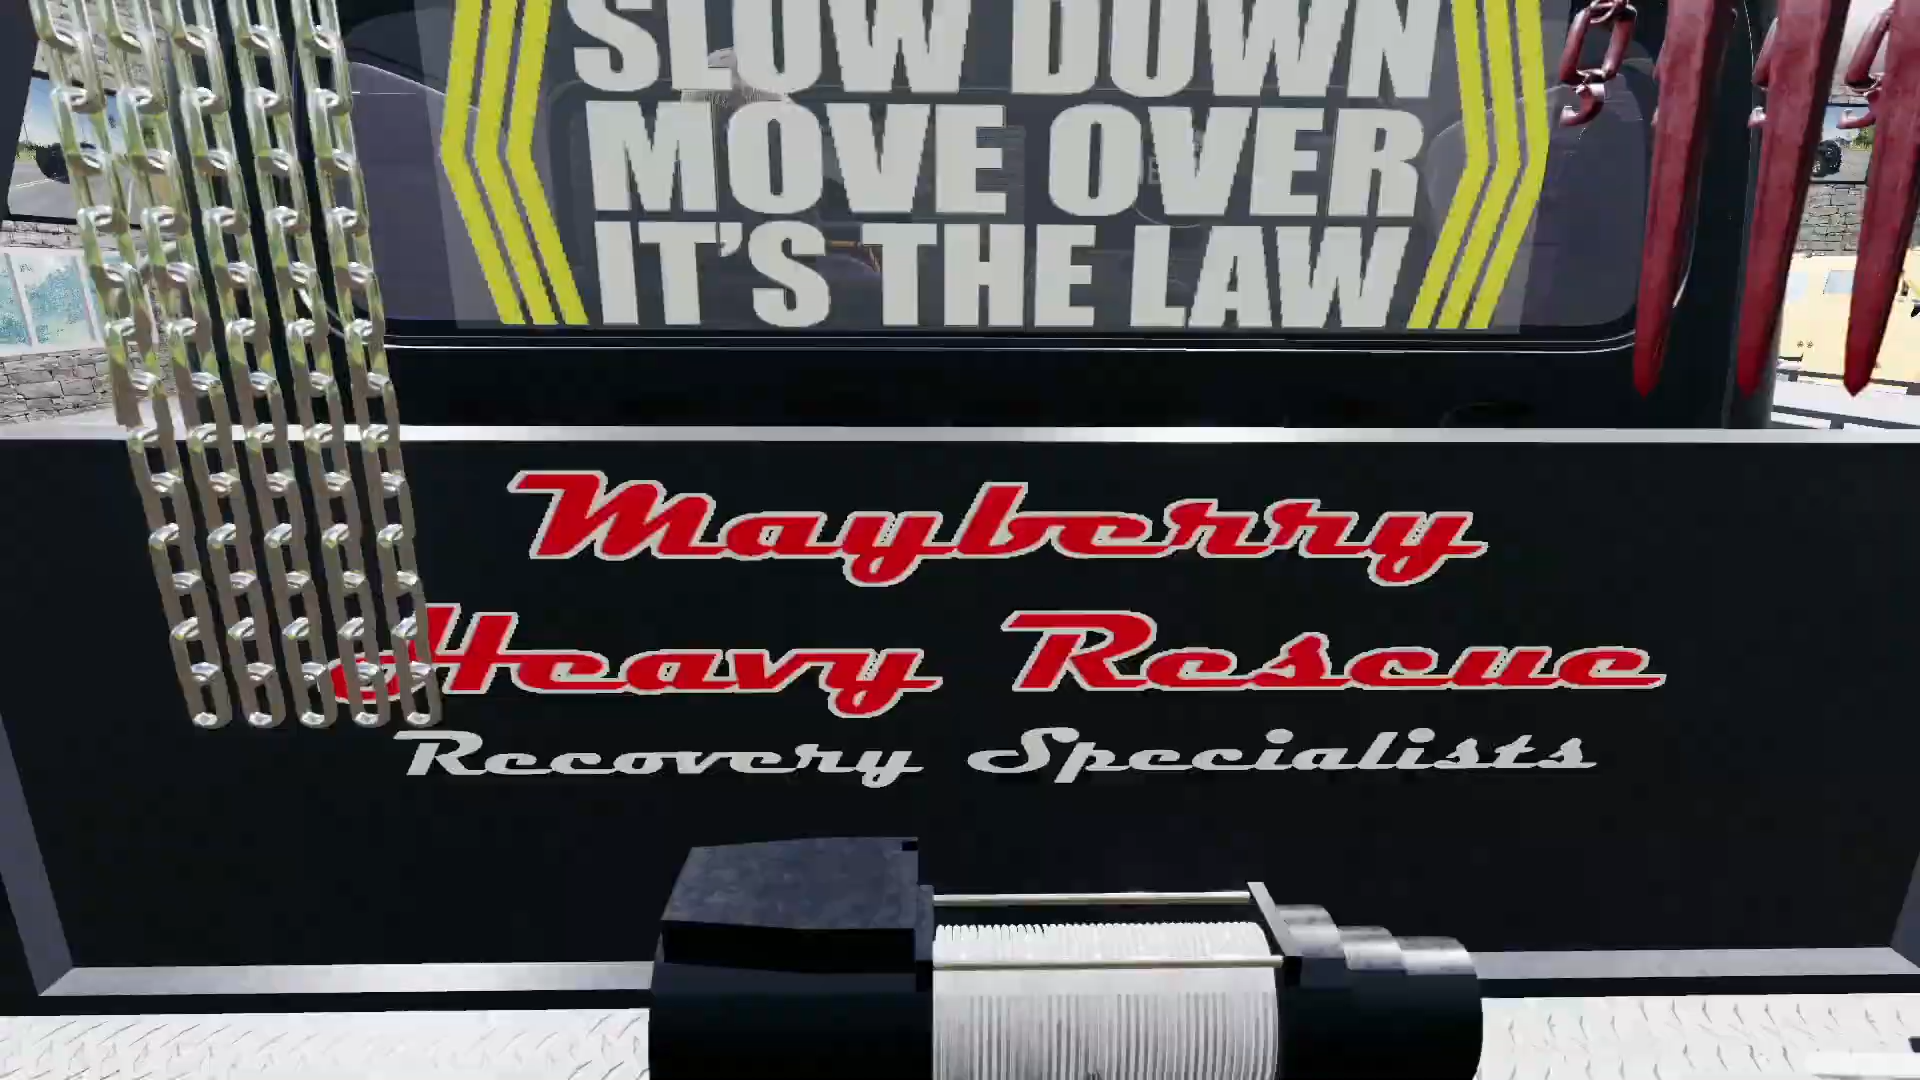 SLOW DOWN
MOVE OVER
IT'S THE LAW
Mayberry
Heavy Rescue
Recovery Specialists